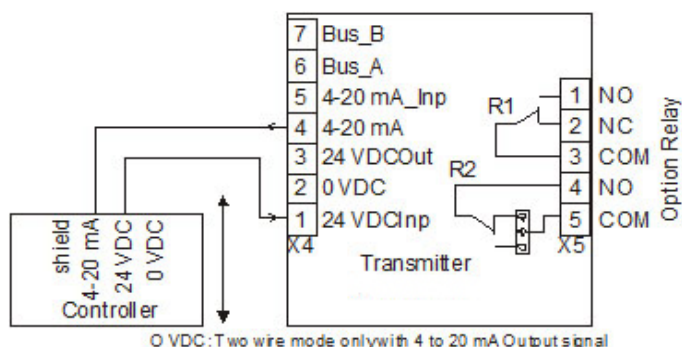 7 Bus_B
6 Bus_A
5 4-20 mA_Inp
4 4-20 mA
3 24 VDCOut
2 0 VDC
1 24 VDCInp
X4
Transmitter
R1
R2
1 NO
2 NC
3 COM
4 NO
5 COM
X5
Option Relay
shield
4-20 mA
24 VDC
0 VDC
Controller
O VDC: Two wire mode onlywith 4 to 20 mA Output signal